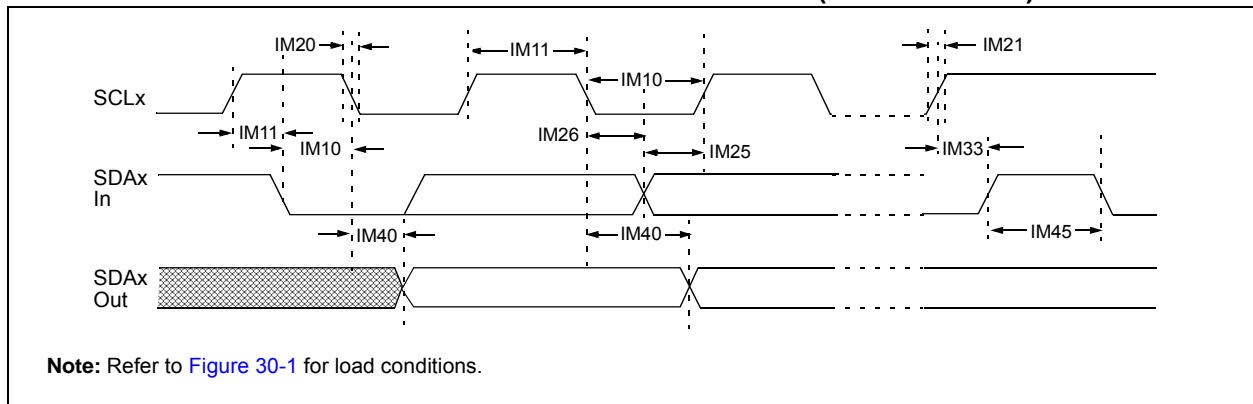 IM20
IM11
IM21
IM10
SCLx
IM11
IM26
IM10
IM25
IM33
SDAx
In
IM40
IM40
IM45
SDAx
Out
Note: Refer to Figure 30-1 for load conditions.